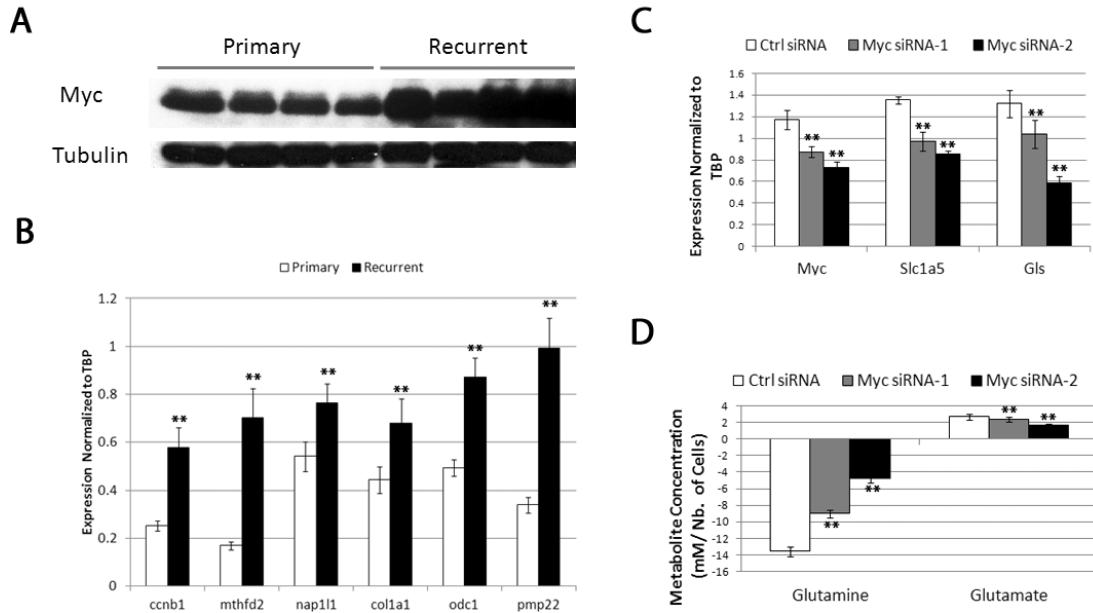 A
Primary Recurrent
Myc
Tubulin
B
Primary Recurrent
Expression Normalized to TBP
1.2
1
0.8
0.6
0.4
0.2
0
** ** ** ** ** **
ccnb1 mthfd2 nap1l1 col1a1 odc1 pmp22
C
Ctrl siRNA Myc siRNA-1 Myc siRNA-2
Expression Normalized to
TBP
1.6
1.4
1.2
1
0.8
0.6
0.4
0.2
0
** ** ** ** ** **
Myc Slc1a5 Gls
D
Ctrl siRNA Myc siRNA-1 Myc siRNA-2
Metabolite Concentration
(mM/ Nb. of Cells)
4
2
0
-2
-4
-6
-8
-10
-12
-14
-16
** ** ** **
Glutamine Glutamate